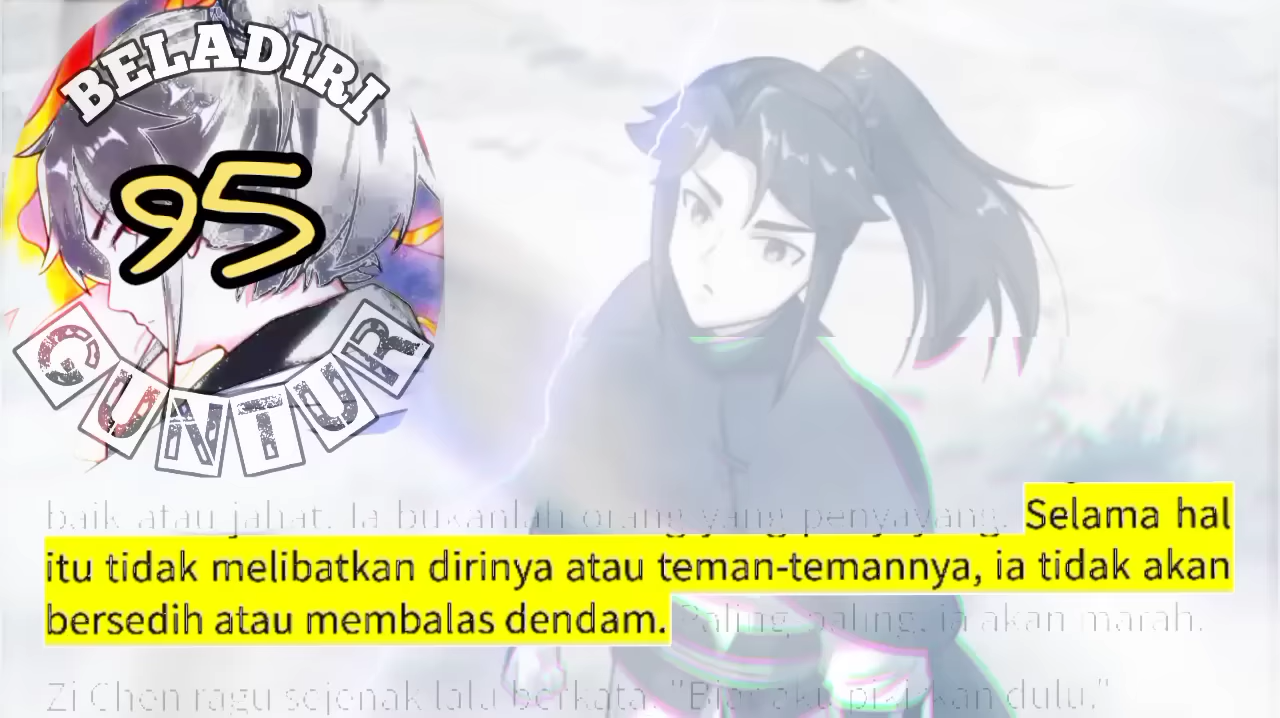 BELADIRI
95
GUNTUR
baik atau jahat. Ia bukanlah orang yang penyayang. Selama hal
itu tidak melibatkan dirinya atau teman-temannya, ia tidak akan
bersedih atau membalas dendam. Paling-paling, ia akan marah.
Zi Chen ragu sejenak lalu berkata, "Biar aku pikirkan dulu."